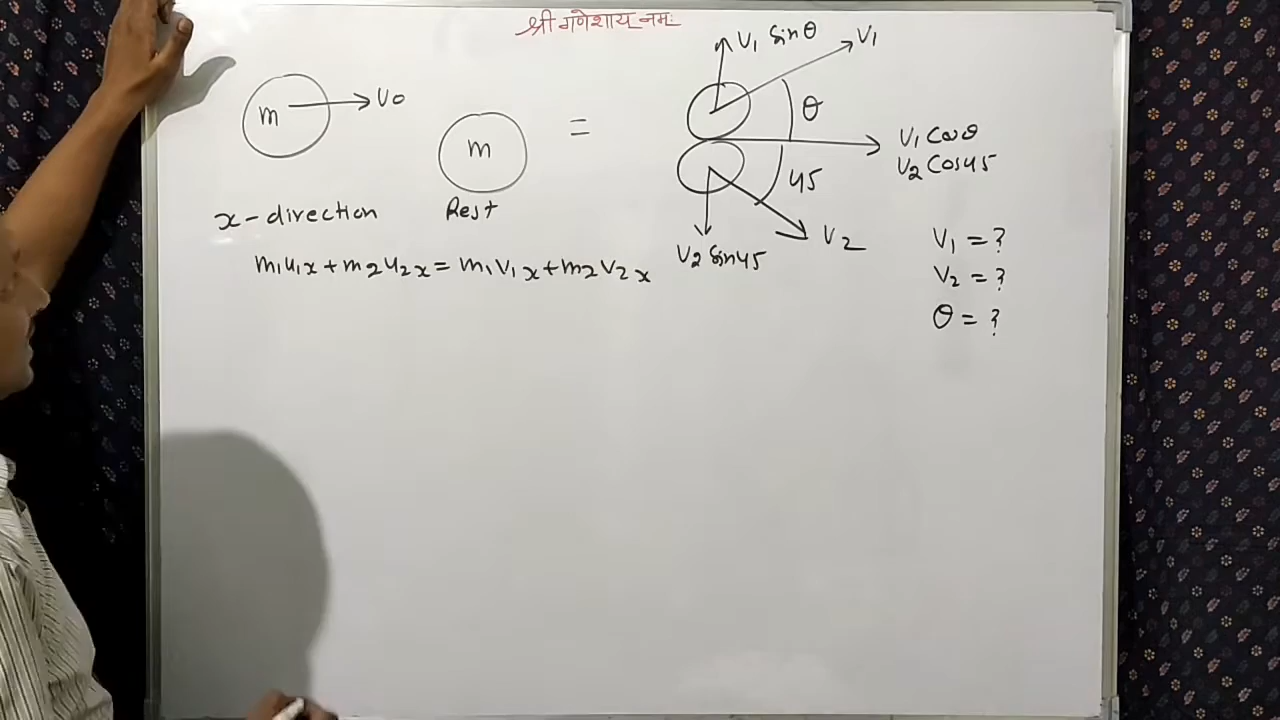 श्री गणेशाय नमः
m → v₀
m
=
Rest
v₁ sinθ
v₁
θ
v₁ cosθ
v₂ cos45
45
v₂
v₂ sin45
x-direction
m₁u₁x + m₂u₂x = m₁v₁x + m₂v₂x
v₁ = ?
v₂ = ?
θ = ?